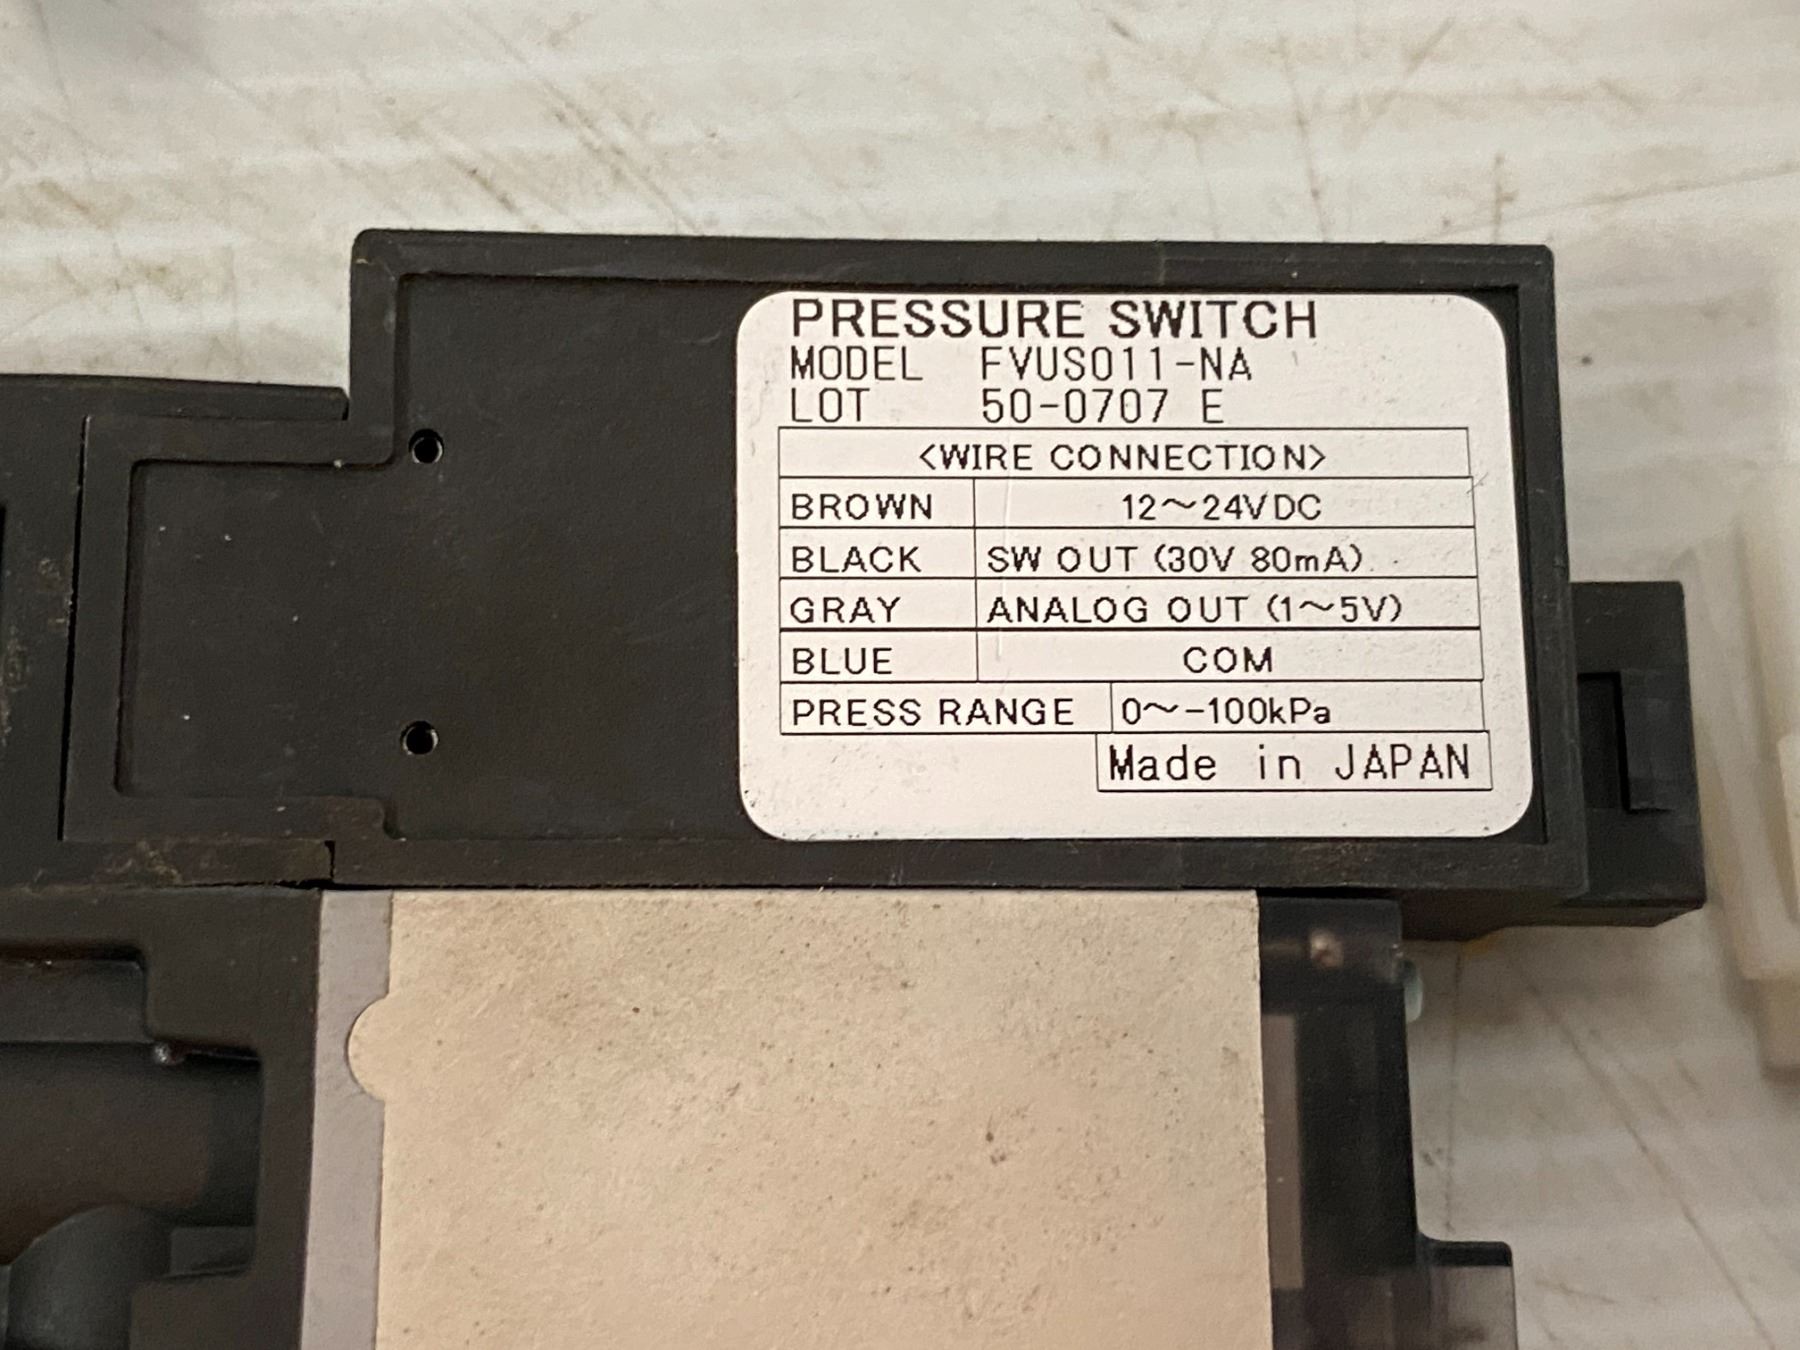 PRESSURE SWITCH
MODEL FVUS011-NA
LOT 50-0707 E
<WIRE CONNECTION>
BROWN 12～24VDC
BLACK SW OUT (30V 80mA)
GRAY ANALOG OUT (1～5V)
BLUE COM
PRESS RANGE 0～-100kPa
Made in JAPAN